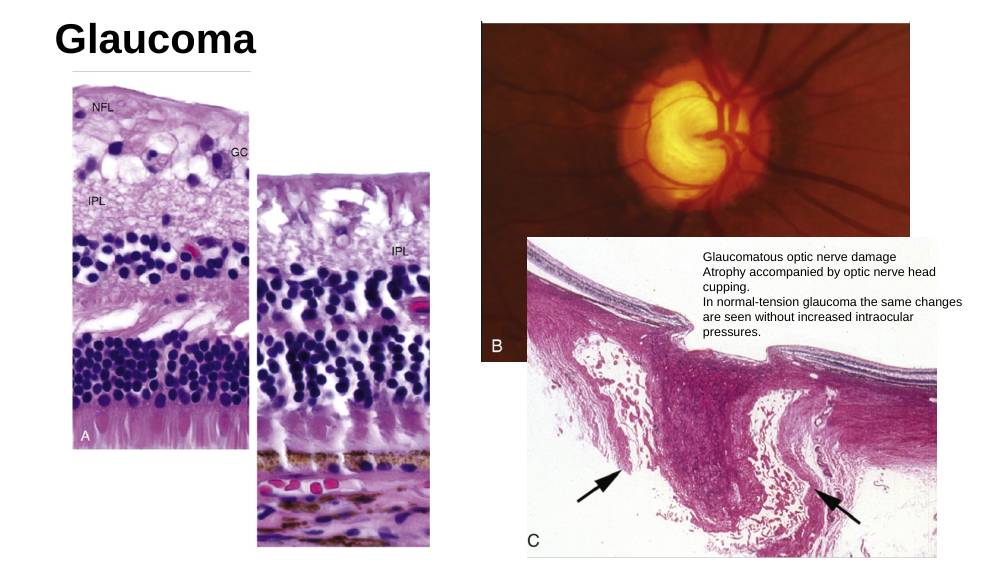 Glaucoma
NFL
GC
IPL
A
IPL
B
Glaucomatous optic nerve damage
Atrophy accompanied by optic nerve head
cupping.
In normal-tension glaucoma the same changes
are seen without increased intraocular
pressures.
C